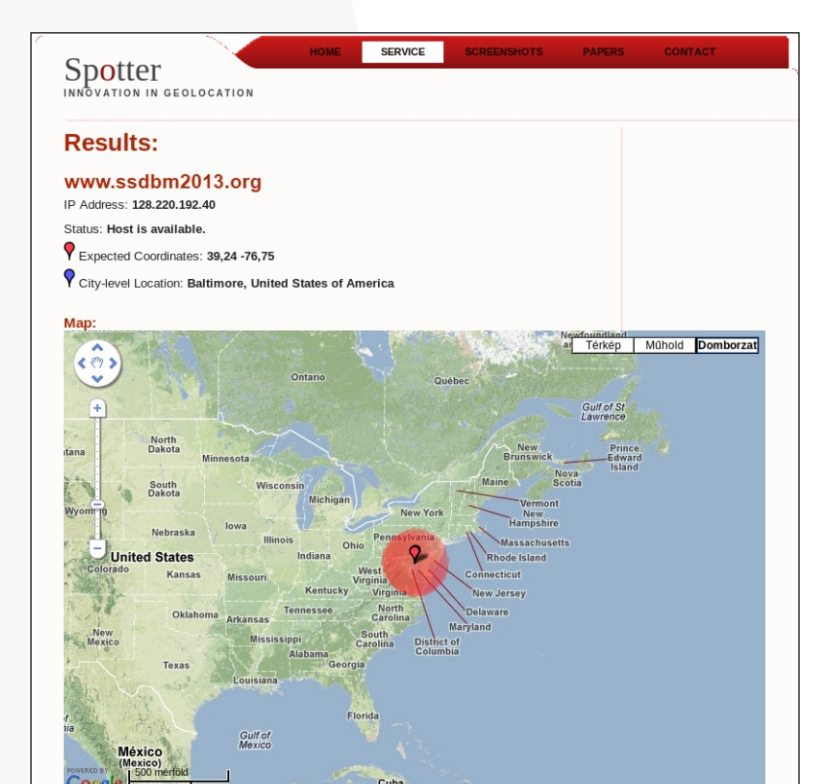 HOME SERVICE SCREENSHOTS PAPERS CONTACT
Spotter
INNOVATION IN GEOLOCATION
Results:
www.ssdbm2013.org
IP Address: 128.220.192.40
Status: Host is available.
Expected Coordinates: 39,24 -76,75
City-level Location: Baltimore, United States of America
Map:
Térkép Műhold Domborzat
Newfoundland
Ontario
Québec
Gulf of St
Lawrence
North
Dakota
Minnesota
New
Brunswick
Prince
Edward
Island
Nova
Scotia
South
Dakota
Wisconsin
Michigan
Maine
Vermont
New
Hampshire
Wyoming
New York
Nebraska
Iowa
Illinois
Indiana
Ohio
Pennsylvania
Massachusetts
Rhode Island
United States
Colorado
Kansas
Missouri
West
Virginia
Kentucky
Virginia
Connecticut
New Jersey
Oklahoma
Arkansas
Tennessee
North
Carolina
Delaware
Maryland
New
Mexico
Mississippi
South
Carolina
District of
Columbia
Alabama
Georgia
Texas
Louisiana
Florida
Gulf of
Mexico
México
(Mexico)
POWERED BY
Google
500 mérföld
Cuba